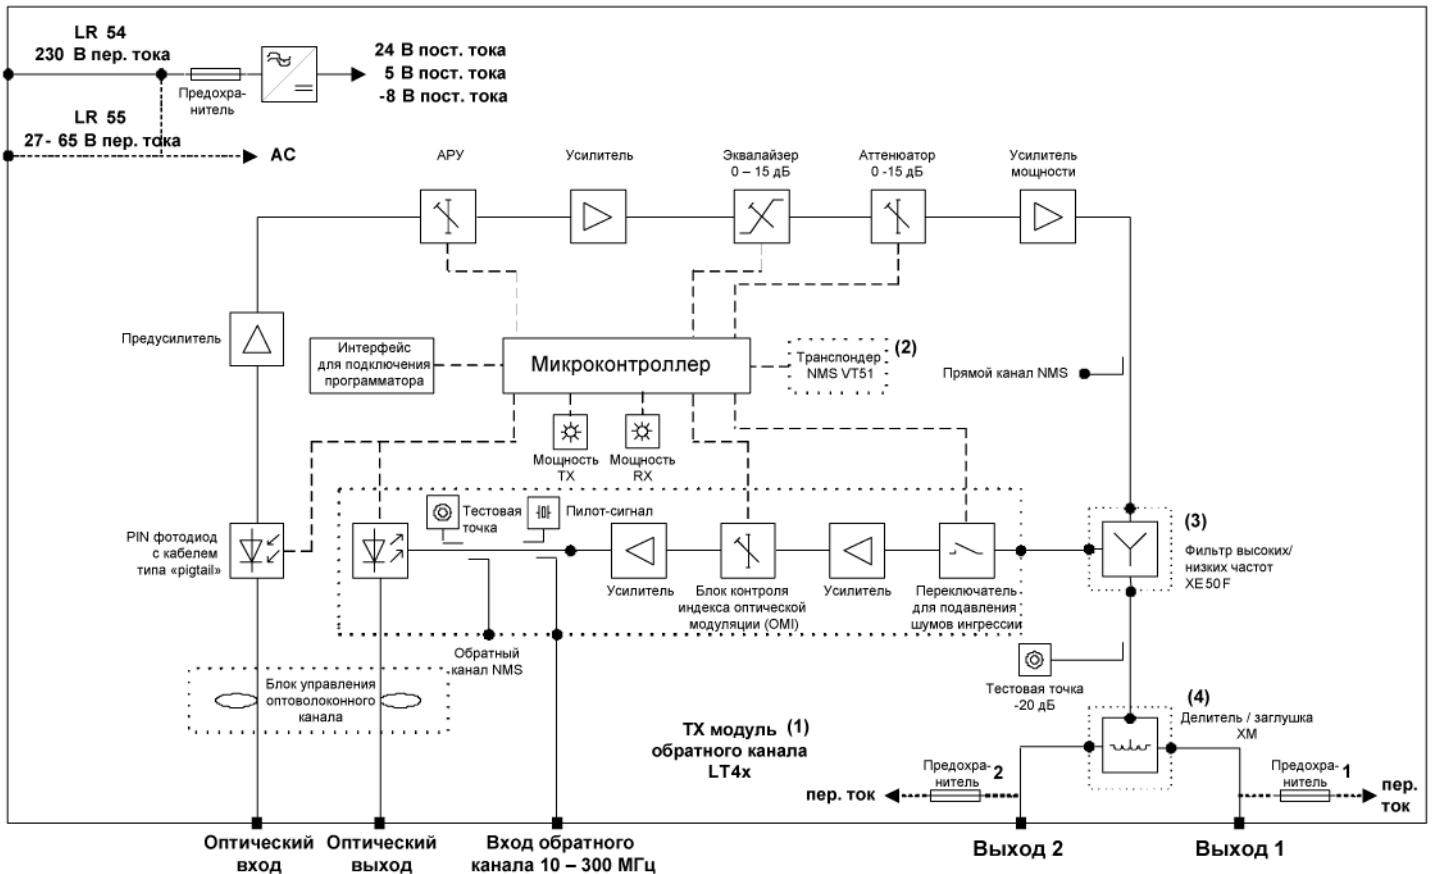 LR 54
230 В пер. тока
24 В пост. тока
5 В пост. тока
-8 В пост. тока
Предохра-
нитель
LR 55
27- 65 В пер. тока
AC
АРУ
Усилитель
Эквалайзер
0 – 15 дБ
Аттенюатор
0 -15 дБ
Усилитель
мощности
Предусилитель
Интерфейс
для подключения
программатора
Микроконтроллер
Транспондер
NMS VT51
(2)
Прямой канал NMS
Мощность
TX
Мощность
RX
Тестовая
точка
Пилот-сигнал
PIN фотодиод
с кабелем
типа «pigtail»
(3)
Фильтр высоких/
низких частот
XE50F
Усилитель
Блок контроля
индекса оптической
модуляции (OMI)
Усилитель
Переключатель
для подавления
шумов ингрессии
Обратный
канал NMS
Блок управления
оптоволоконного
канала
Тестовая точка
-20 дБ
(4)
Делитель / заглушка
XM
TX модуль (1)
обратного канала
LT4x
Предохра-
нитель
2
пер. ток
Предохра-
нитель
1
пер.
ток
Оптический
вход
Оптический
выход
Вход обратного
канала 10 – 300 МГц
Выход 2
Выход 1